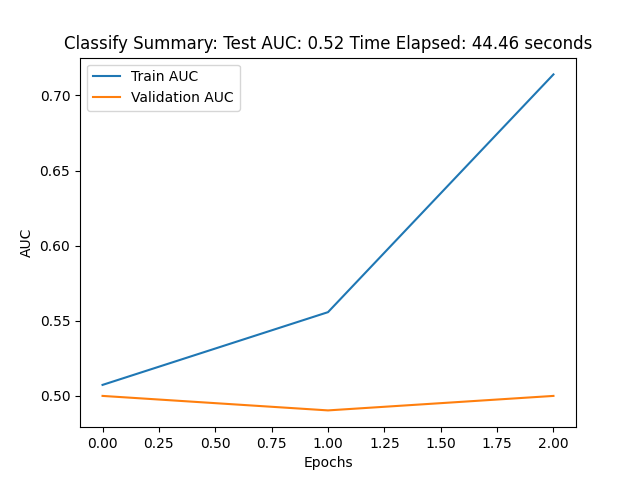 Classify Summary: Test AUC: 0.52 Time Elapsed: 44.46 seconds
Train AUC
Validation AUC
0.70
0.65
0.60
0.55
0.50
AUC
0.00 0.25 0.50 0.75 1.00 1.25 1.50 1.75 2.00
Epochs